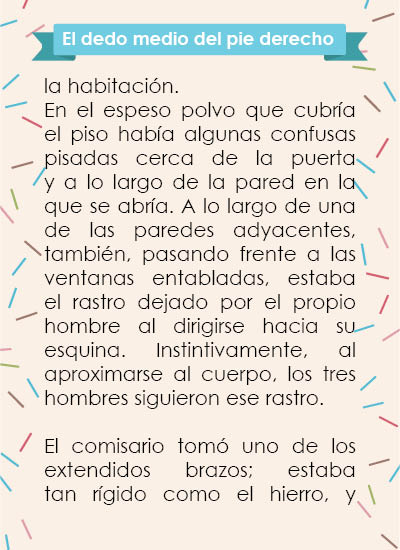 El dedo medio del pie derecho
la habitación.
En el espeso polvo que cubría
el piso había algunas confusas
pisadas cerca de la puerta
y a lo largo de la pared en la
que se abría. A lo largo de una
de las paredes adyacentes,
también, pasando frente a las
ventanas entabladas, estaba
el rastro dejado por el propio
hombre al dirigirse hacia su
esquina. Instintivamente, al
aproximarse al cuerpo, los tres
hombres siguieron ese rastro.
El comisario tomó uno de los
extendidos brazos; estaba
tan rígido como el hierro, y